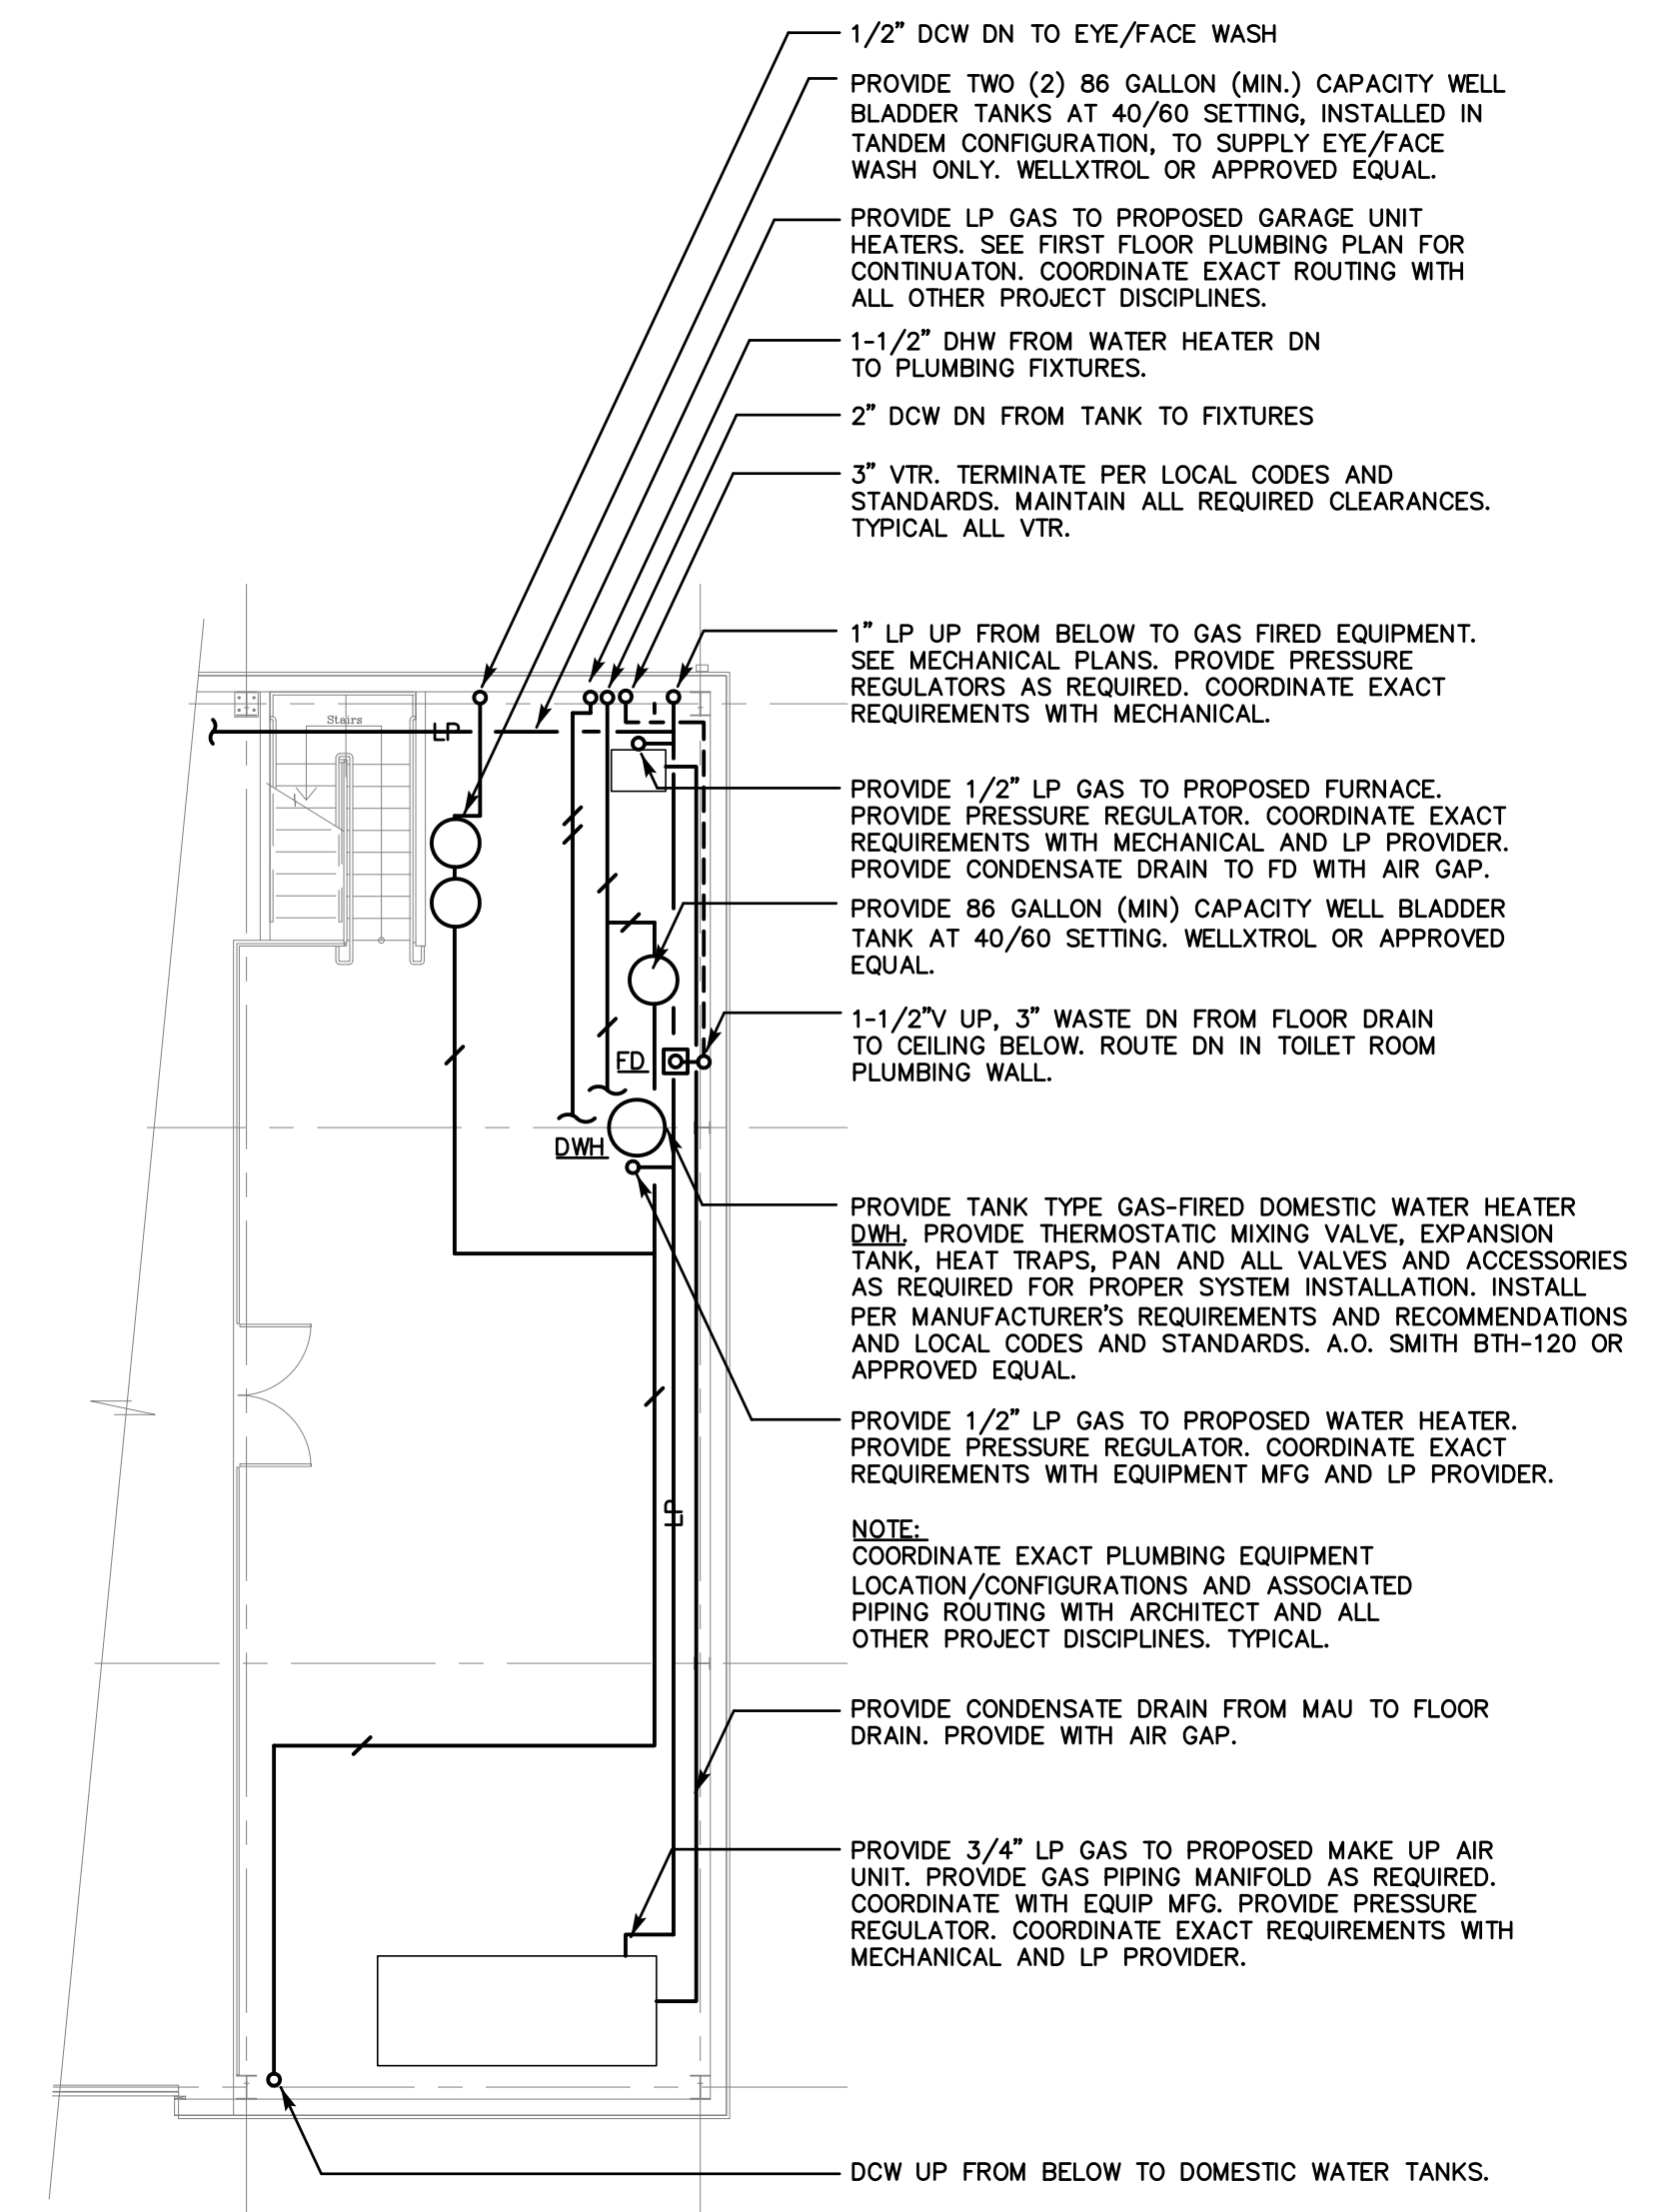 1/2" DCW DN TO EYE/FACE WASH
PROVIDE TWO (2) 86 GALLON (MIN.) CAPACITY WELL
BLADDER TANKS AT 40/60 SETTING, INSTALLED IN
TANDEM CONFIGURATION, TO SUPPLY EYE/FACE
WASH ONLY. WELLXTROL OR APPROVED EQUAL.
PROVIDE LP GAS TO PROPOSED GARAGE UNIT
HEATERS. SEE FIRST FLOOR PLUMBING PLAN FOR
CONTINUATON. COORDINATE EXACT ROUTING WITH
ALL OTHER PROJECT DISCIPLINES.
1-1/2" DHW FROM WATER HEATER DN
TO PLUMBING FIXTURES.
2" DCW DN FROM TANK TO FIXTURES
3" VTR. TERMINATE PER LOCAL CODES AND
STANDARDS. MAINTAIN ALL REQUIRED CLEARANCES.
TYPICAL ALL VTR.
1" LP UP FROM BELOW TO GAS FIRED EQUIPMENT.
SEE MECHANICAL PLANS. PROVIDE PRESSURE
REGULATORS AS REQUIRED. COORDINATE EXACT
REQUIREMENTS WITH MECHANICAL.
Stairs
LP
PROVIDE 1/2" LP GAS TO PROPOSED FURNACE.
PROVIDE PRESSURE REGULATOR. COORDINATE EXACT
REQUIREMENTS WITH MECHANICAL AND LP PROVIDER.
PROVIDE CONDENSATE DRAIN TO FD WITH AIR GAP.
PROVIDE 86 GALLON (MIN) CAPACITY WELL BLADDER
TANK AT 40/60 SETTING. WELLXTROL OR APPROVED
EQUAL.
1-1/2"V UP, 3" WASTE DN FROM FLOOR DRAIN
TO CEILING BELOW. ROUTE DN IN TOILET ROOM
PLUMBING WALL.
FD
DWH
PROVIDE TANK TYPE GAS-FIRED DOMESTIC WATER HEATER
DWH. PROVIDE THERMOSTATIC MIXING VALVE, EXPANSION
TANK, HEAT TRAPS, PAN AND ALL VALVES AND ACCESSORIES
AS REQUIRED FOR PROPER SYSTEM INSTALLATION. INSTALL
PER MANUFACTURER'S REQUIREMENTS AND RECOMMENDATIONS
AND LOCAL CODES AND STANDARDS. A.O. SMITH BTH-120 OR
APPROVED EQUAL.
PROVIDE 1/2" LP GAS TO PROPOSED WATER HEATER.
PROVIDE PRESSURE REGULATOR. COORDINATE EXACT
REQUIREMENTS WITH EQUIPMENT MFG AND LP PROVIDER.
LP
NOTE:
COORDINATE EXACT PLUMBING EQUIPMENT
LOCATION/CONFIGURATIONS AND ASSOCIATED
PIPING ROUTING WITH ARCHITECT AND ALL
OTHER PROJECT DISCIPLINES. TYPICAL.
PROVIDE CONDENSATE DRAIN FROM MAU TO FLOOR
DRAIN. PROVIDE WITH AIR GAP.
PROVIDE 3/4" LP GAS TO PROPOSED MAKE UP AIR
UNIT. PROVIDE GAS PIPING MANIFOLD AS REQUIRED.
COORDINATE WITH EQUIP MFG. PROVIDE PRESSURE
REGULATOR. COORDINATE EXACT REQUIREMENTS WITH
MECHANICAL AND LP PROVIDER.
DCW UP FROM BELOW TO DOMESTIC WATER TANKS.